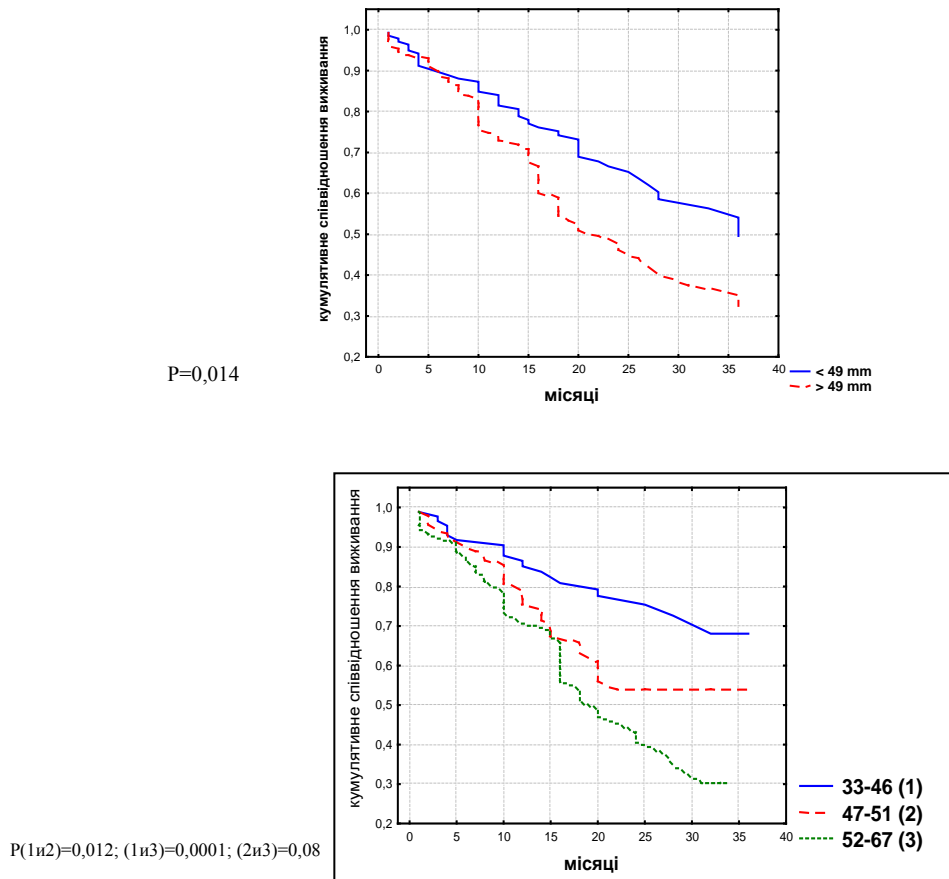 кумулятивне співвідношення виживання
1,0
0,9
0,8
0,7
0,6
0,5
0,4
0,3
0,2
0 5 10 15 20 25 30 35 40
місяці
< 49 mm
> 49 mm
P=0,014
кумулятивне співвідношення виживання
1,0
0,9
0,8
0,7
0,6
0,5
0,4
0,3
0,2
0 5 10 15 20 25 30 35 40
місяці
33-46 (1)
47-51 (2)
52-67 (3)
P(1и2)=0,012; (1и3)=0,0001; (2и3)=0,08